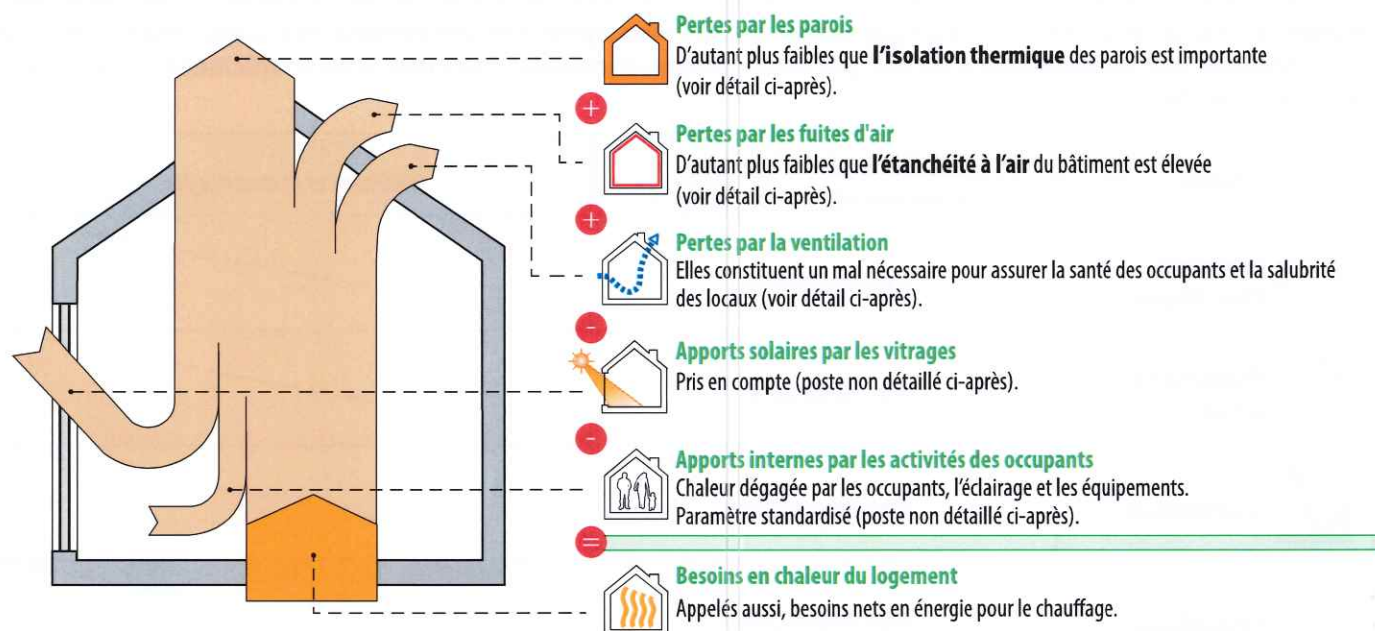 Pertes par les parois
D'autant plus faibles que l'isolation thermique des parois est importante
(voir détail ci-après).
+
Pertes par les fuites d'air
D'autant plus faibles que l'étanchéité à l'air du bâtiment est élevée
(voir détail ci-après).
+
Pertes par la ventilation
Elles constituent un mal nécessaire pour assurer la santé des occupants et la salubrité
des locaux (voir détail ci-après).
-
Apports solaires par les vitrages
Pris en compte (poste non détaillé ci-après).
-
Apports internes par les activités des occupants
Chaleur dégagée par les occupants, l'éclairage et les équipements.
Paramètre standardisé (poste non détaillé ci-après).
=
Besoins en chaleur du logement
Appelés aussi, besoins nets en énergie pour le chauffage.